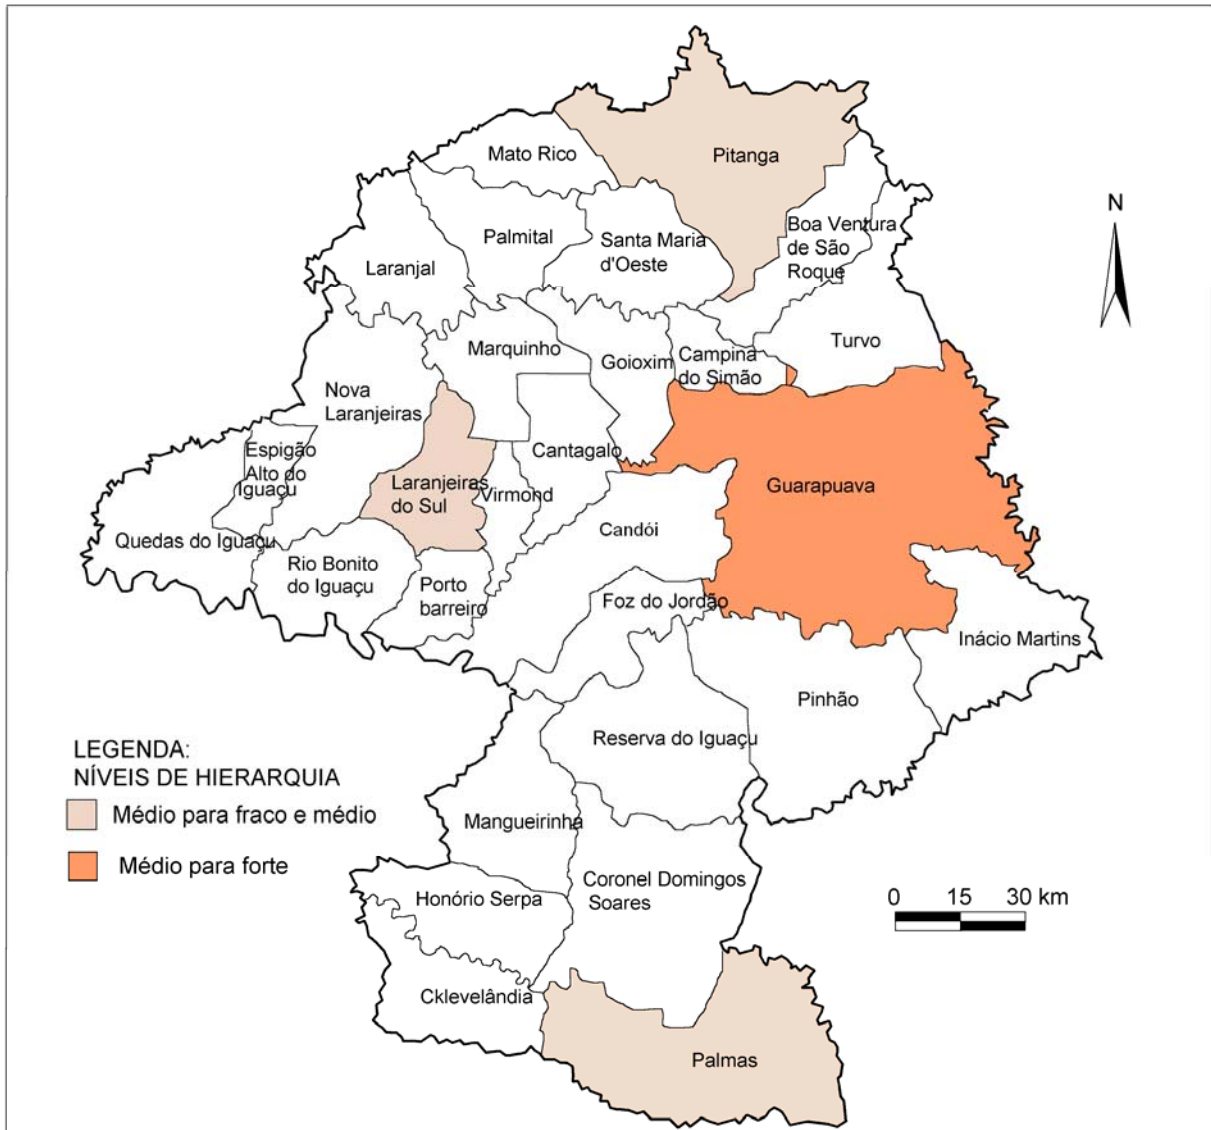 Mato Rico
Pitanga
N
Palmital
Santa Maria
d'Oeste
Boa Ventura
de São
Roque
Laranjal
Turvo
Marquinho
Goioxim
Campina
do Simão
Nova
Laranjeiras
Espigão
Alto do
Iguaçu
Cantagalo
Laranjeiras
do Sul
Virmond
Guarapuava
Quedas do Iguaçu
Candói
Rio Bonito
do Iguaçu
Porto
barreiro
Foz do Jordão
Inácio Martins
Pinhão
Reserva do Iguaçu
LEGENDA:
NÍVEIS DE HIERARQUIA
Médio para fraco e médio
Médio para forte
Mangueirinha
Coronel Domingos
Soares
Honório Serpa
0 15 30 km
Cklevelândia
Palmas